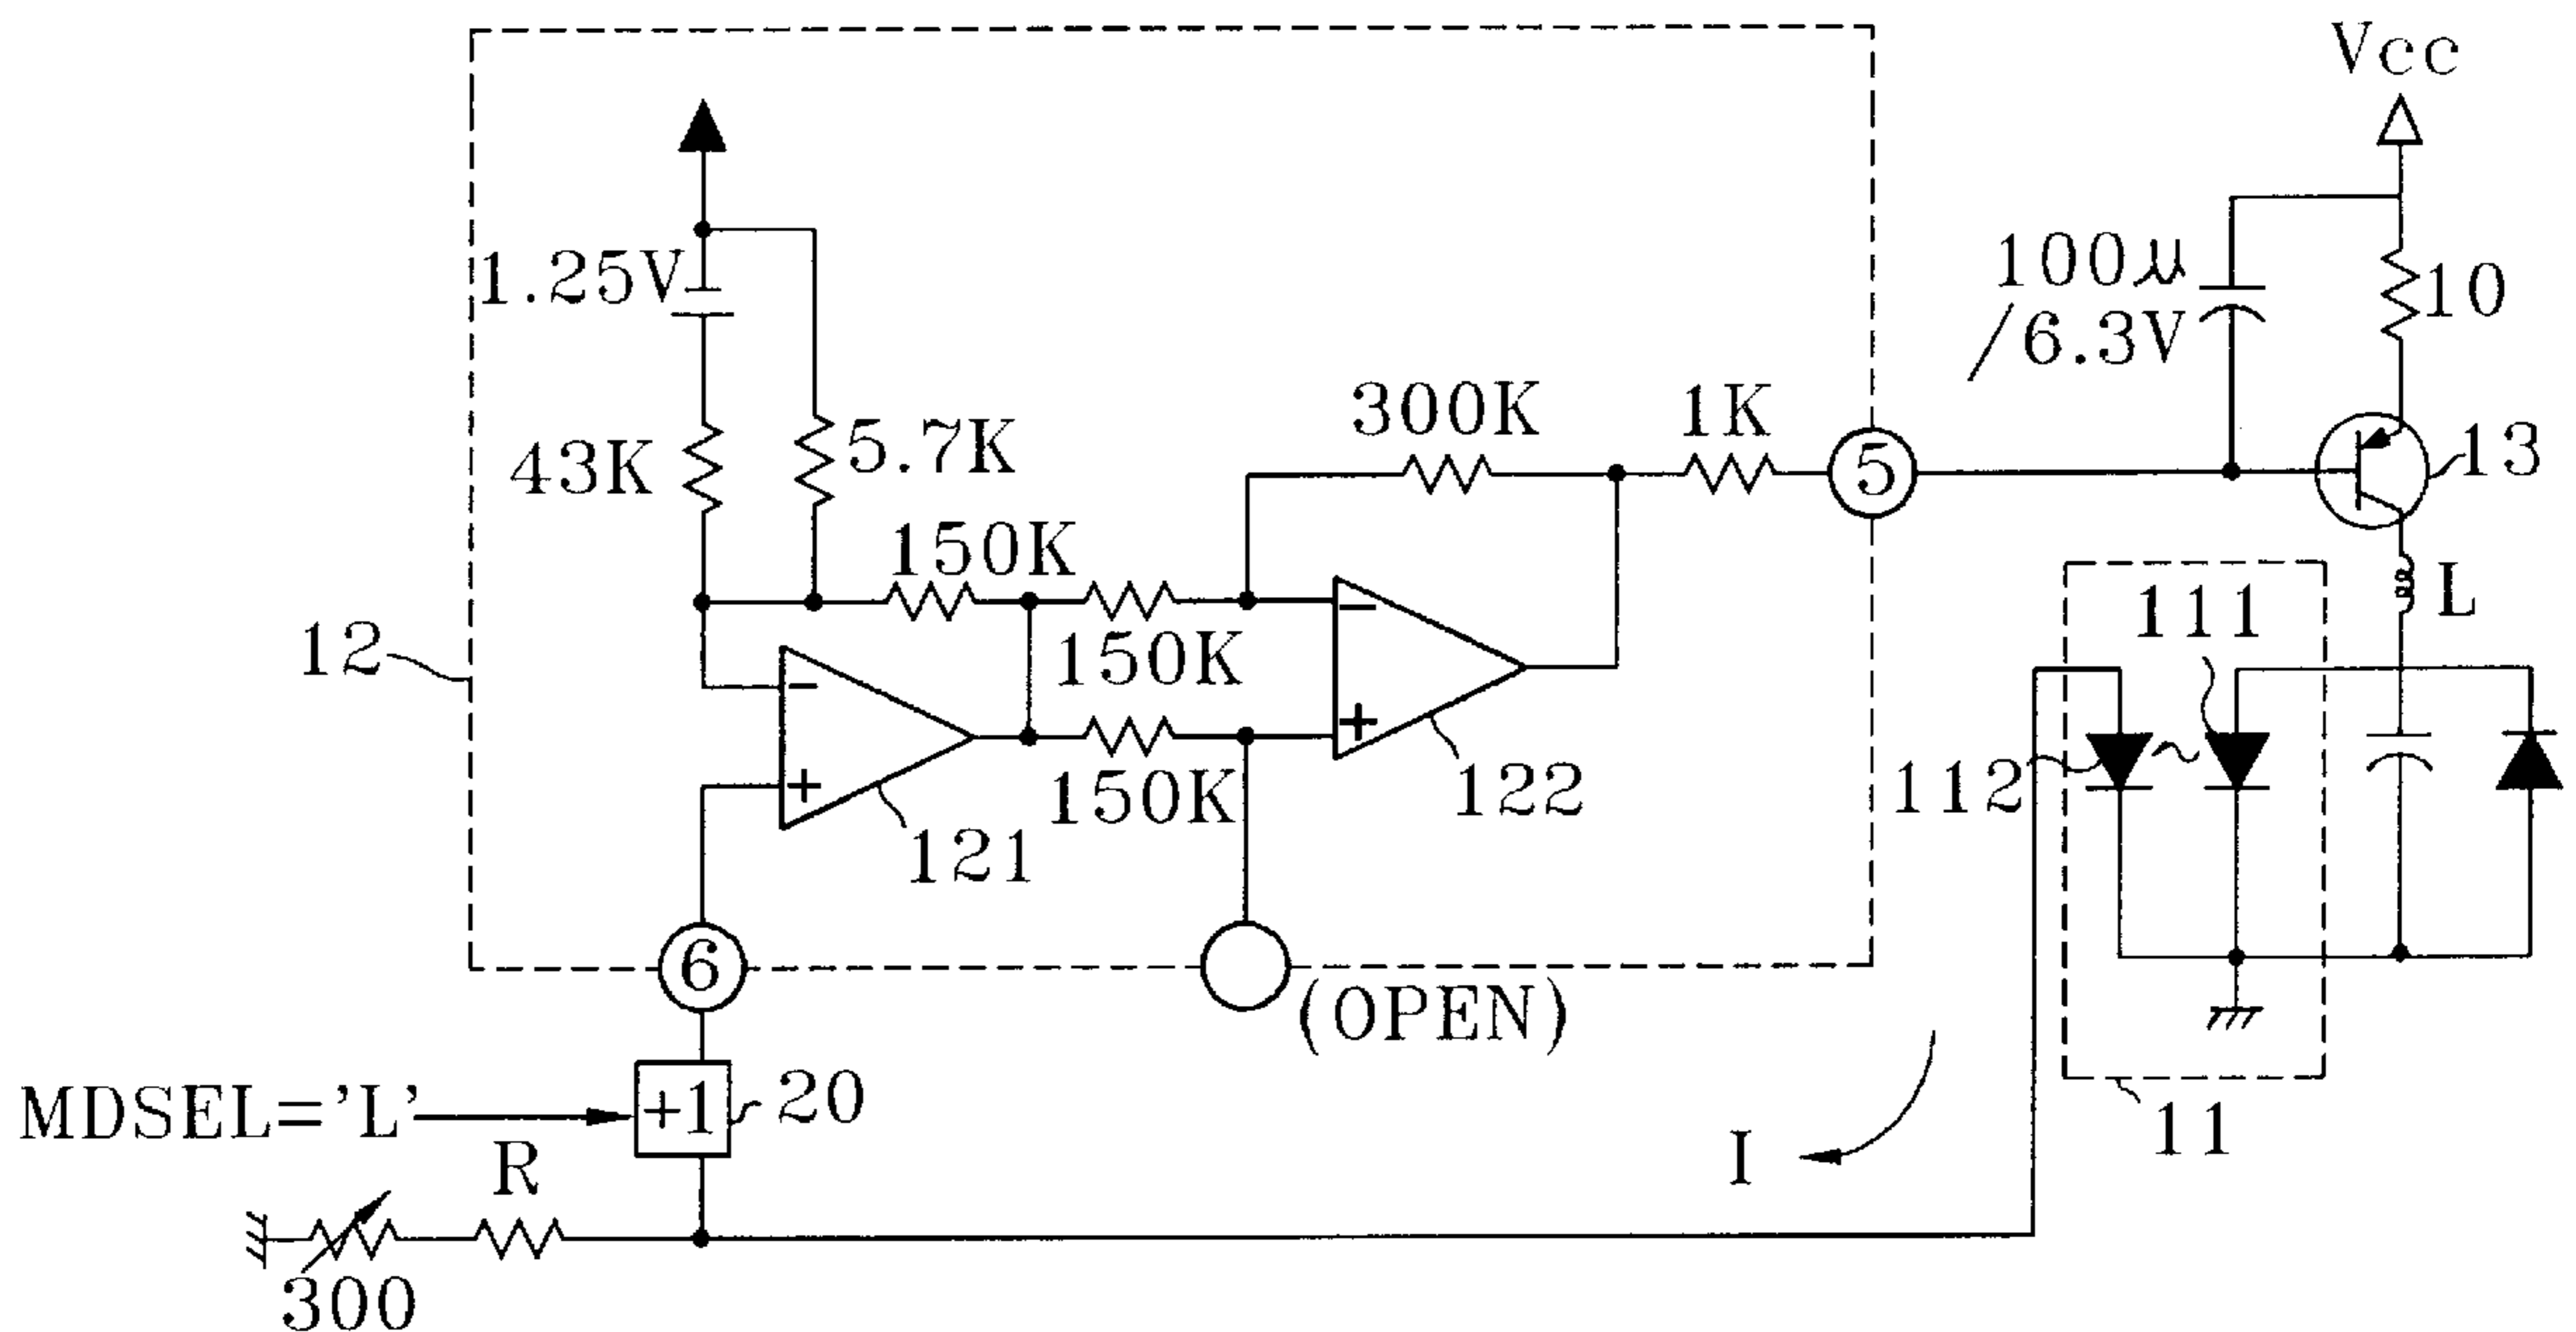 Vcc
1.25V
100μ
/6.3V
10
43K
5.7K
300K
1K
5
13
150K
12
150K
111
L
121
150K
122
112
6
(OPEN)
MDSEL='L'
+1
20
R
I
11
300